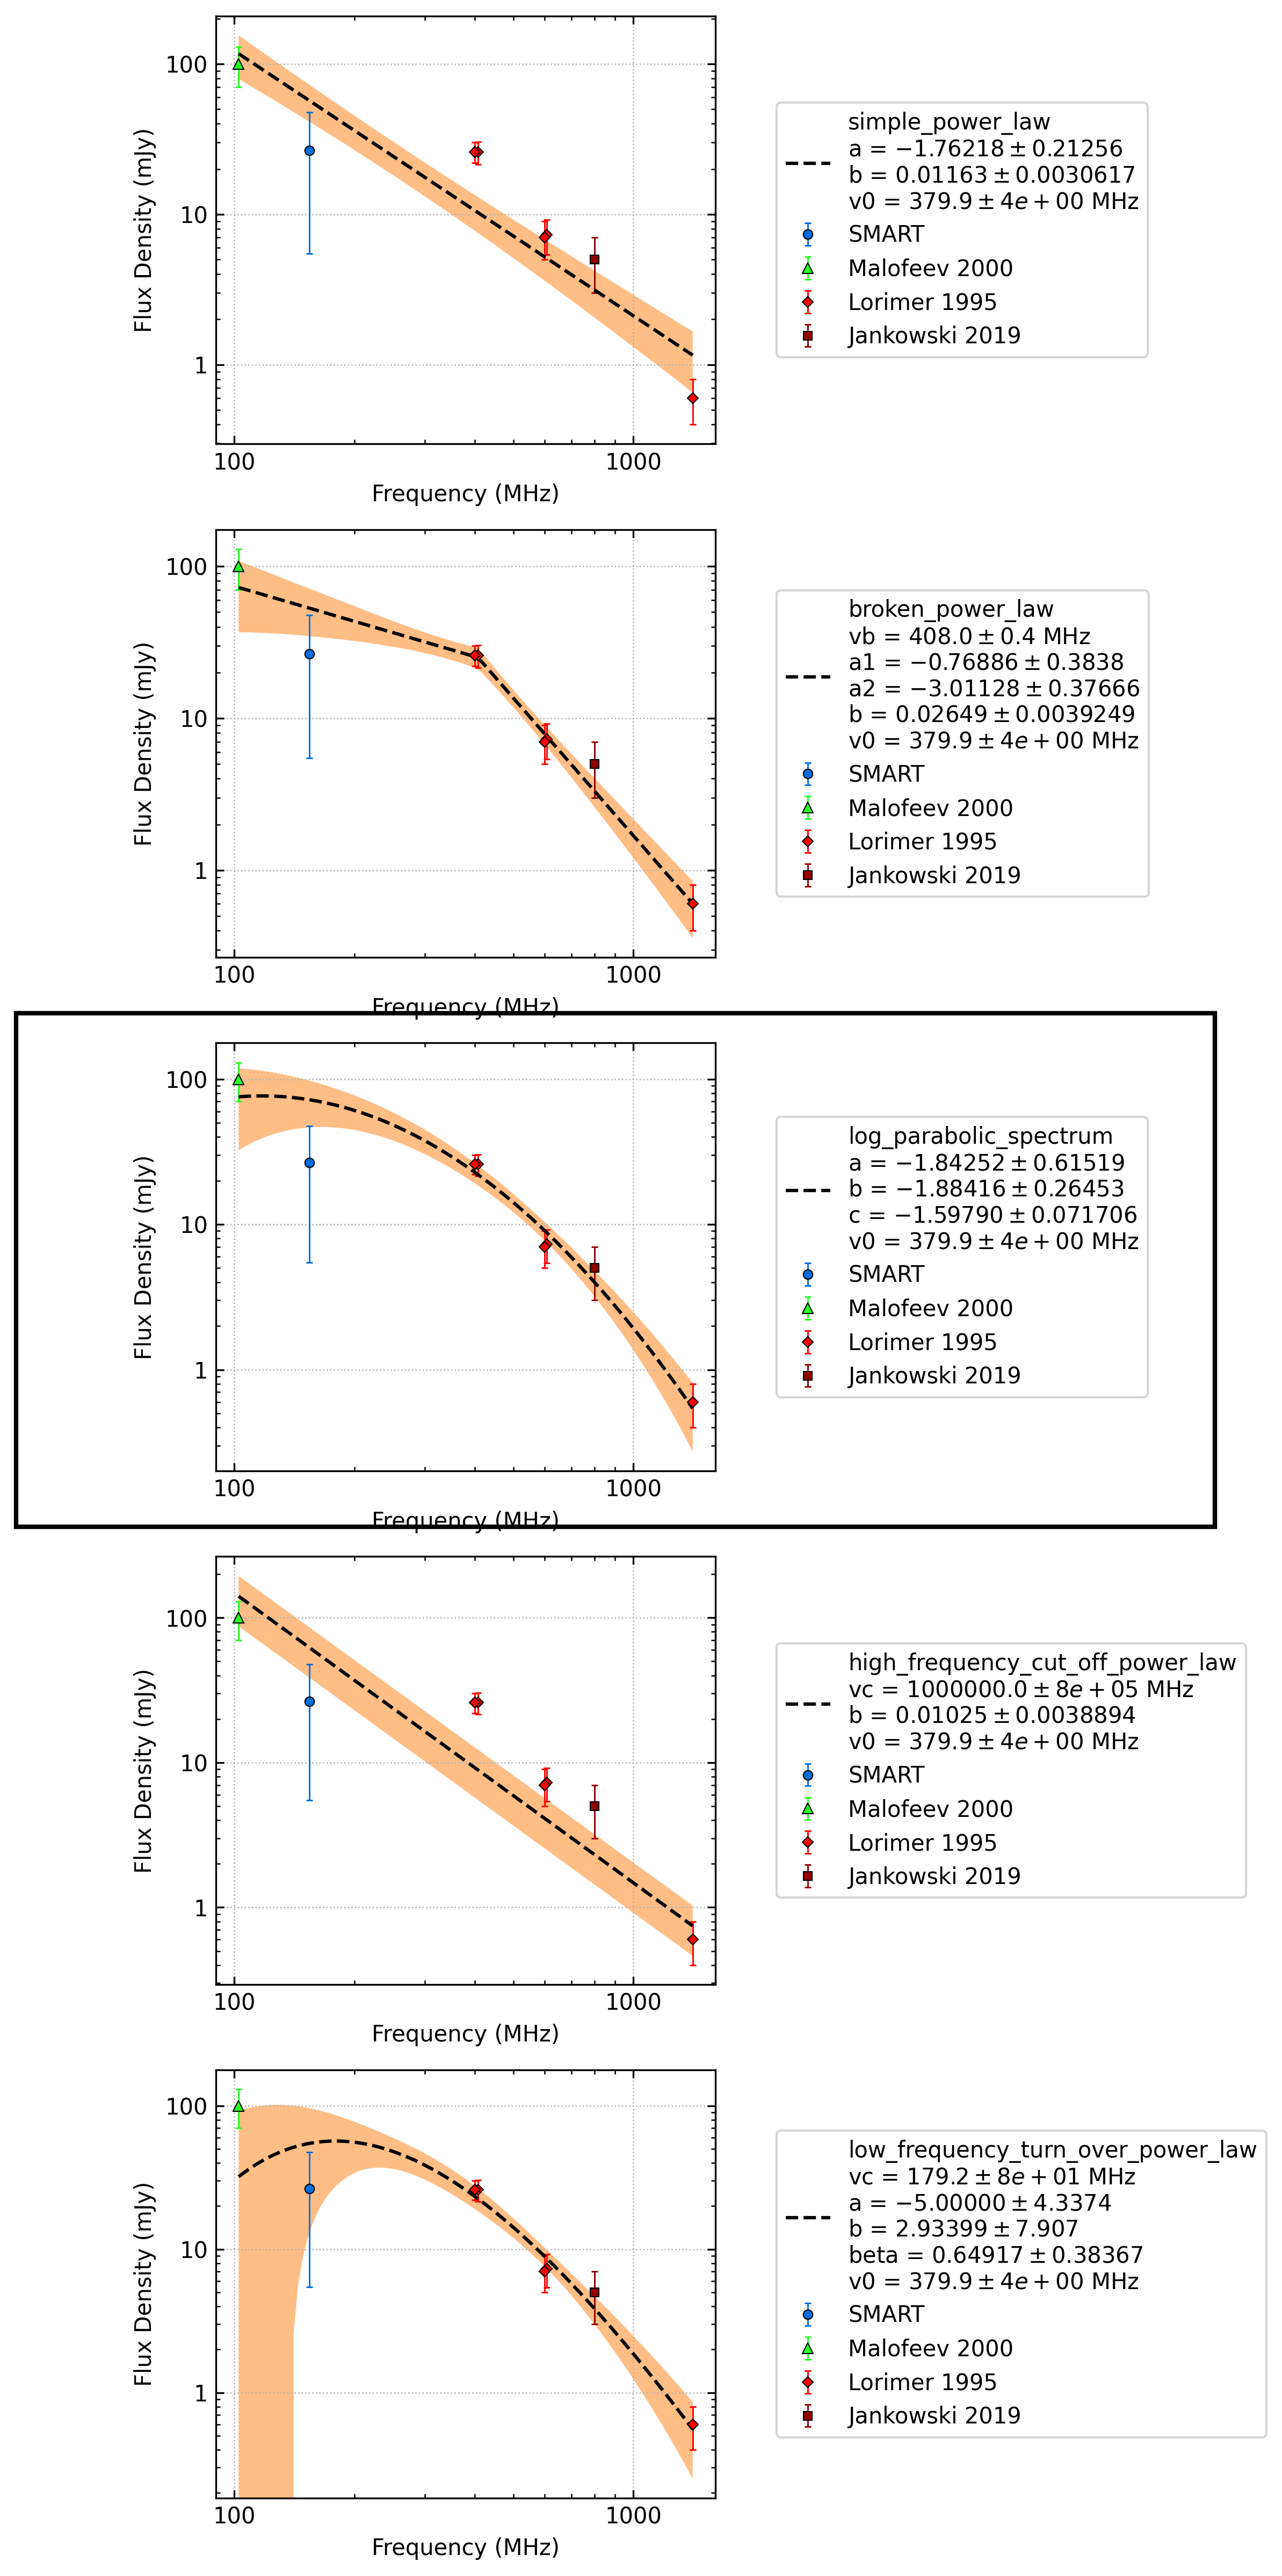 100
10
1
Flux Density (mJy)
100
1000
Frequency (MHz)
simple_power_law
a = −1.76218 ± 0.21256
b = 0.01163 ± 0.0030617
v0 = 379.9 ± 4e + 00 MHz
SMART
Malofeev 2000
Lorimer 1995
Jankowski 2019
100
10
1
Flux Density (mJy)
100
1000
Frequency (MHz)
broken_power_law
vb = 408.0 ± 0.4 MHz
a1 = −0.76886 ± 0.3838
a2 = −3.01128 ± 0.37666
b = 0.02649 ± 0.0039249
v0 = 379.9 ± 4e + 00 MHz
SMART
Malofeev 2000
Lorimer 1995
Jankowski 2019
100
10
1
Flux Density (mJy)
100
1000
Frequency (MHz)
log_parabolic_spectrum
a = −1.84252 ± 0.61519
b = −1.88416 ± 0.26453
c = −1.59790 ± 0.071706
v0 = 379.9 ± 4e + 00 MHz
SMART
Malofeev 2000
Lorimer 1995
Jankowski 2019
100
10
1
Flux Density (mJy)
100
1000
Frequency (MHz)
high_frequency_cut_off_power_law
vc = 1000000.0 ± 8e + 05 MHz
b = 0.01025 ± 0.0038894
v0 = 379.9 ± 4e + 00 MHz
SMART
Malofeev 2000
Lorimer 1995
Jankowski 2019
100
10
1
Flux Density (mJy)
100
1000
Frequency (MHz)
low_frequency_turn_over_power_law
vc = 179.2 ± 8e + 01 MHz
a = −5.00000 ± 4.3374
b = 2.93399 ± 7.907
beta = 0.64917 ± 0.38367
v0 = 379.9 ± 4e + 00 MHz
SMART
Malofeev 2000
Lorimer 1995
Jankowski 2019